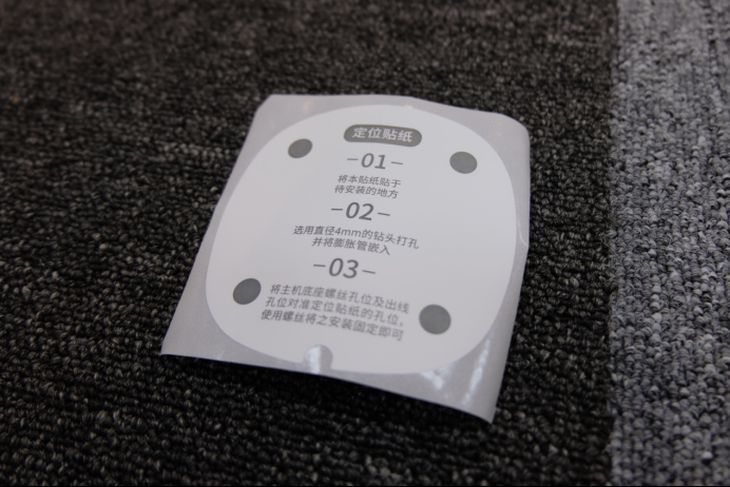 定位贴纸
-01-
将本贴纸贴于
待安装的地方
-02-
选用直径4mm的钻头打孔
并将膨胀管嵌入
-03-
将主机底座螺丝孔位及出线
孔位对准定位贴纸的孔位，
使用螺丝将之安装固定即可